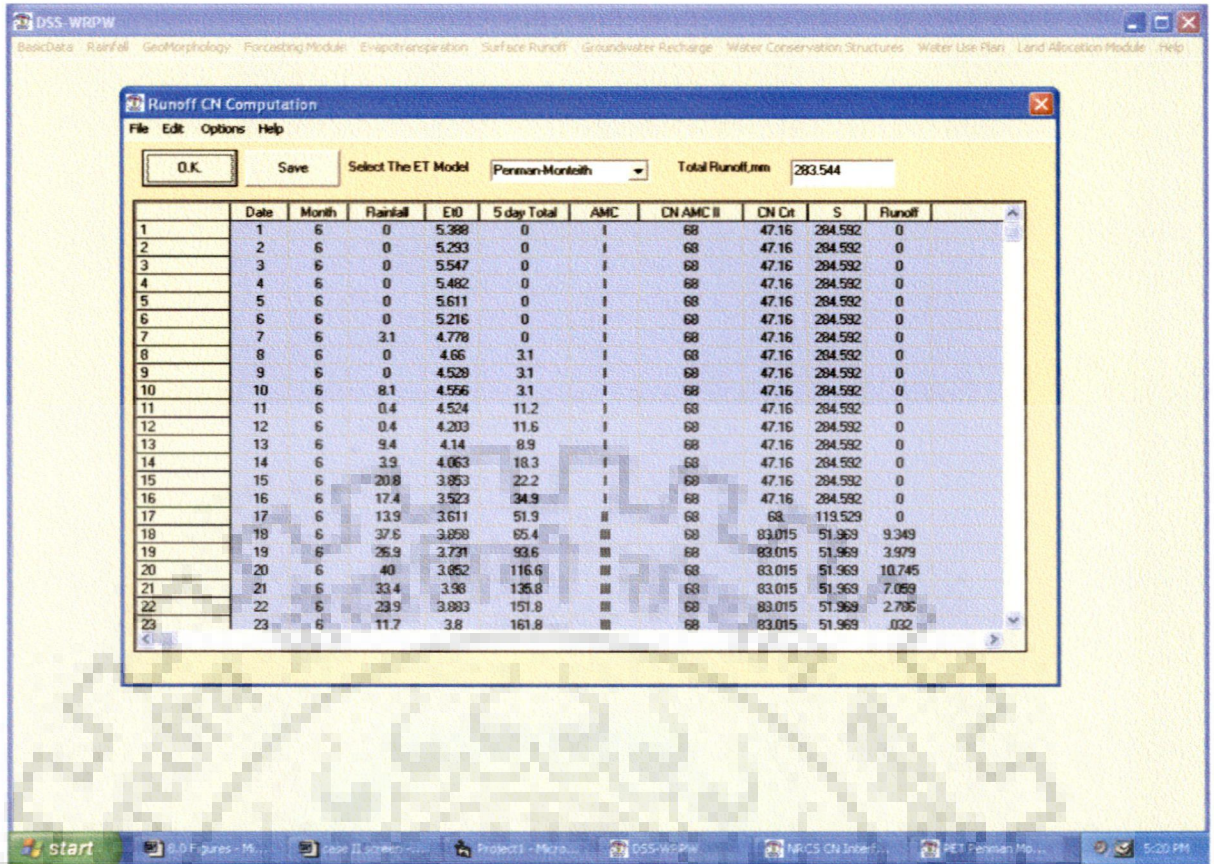 DSS-WRPW
BasicData Rainfall GeoMorphology Forcasting Module Evapotranspiration Surface Runoff Groundwater Recharge Water Conservation Structures Water Use Plan Land Allocation Module Help
Runoff CN Computation
File Edit Options Help
O.K. Save Select The ET Model Penman-Monteith Total Runoff,mm 283.544
Date Month Rainfall Et0 5 day Total AMC CN AMC II CN Crt S Runoff
1 1 6 0 5.388 0 I 68 47.16 284.592 0
2 2 6 0 5.293 0 I 68 47.16 284.592 0
3 3 6 0 5.547 0 I 68 47.16 284.592 0
4 4 6 0 5.482 0 I 68 47.16 284.592 0
5 5 6 0 5.611 0 I 68 47.16 284.592 0
6 6 6 0 5.216 0 I 68 47.16 284.592 0
7 7 6 3.1 4.778 0 I 68 47.16 284.592 0
8 8 6 0 4.66 3.1 I 68 47.16 284.592 0
9 9 6 0 4.528 3.1 I 68 47.16 284.592 0
10 10 6 8.1 4.556 3.1 I 68 47.16 284.592 0
11 11 6 0.4 4.524 11.2 I 68 47.16 284.592 0
12 12 6 0.4 4.203 11.6 I 68 47.16 284.592 0
13 13 6 9.4 4.14 8.9 I 68 47.16 284.592 0
14 14 6 3.9 4.063 18.3 I 68 47.16 284.592 0
15 15 6 20.8 3.853 22.2 I 68 47.16 284.592 0
16 16 6 17.4 3.523 34.9 I 68 47.16 284.592 0
17 17 6 13.9 3.611 51.9 II 68 68 119.529 0
18 18 6 37.6 3.858 65.4 III 68 83.015 51.969 9.349
19 19 6 26.9 3.731 93.6 III 68 83.015 51.969 3.979
20 20 6 40 3.852 116.6 III 68 83.015 51.969 10.745
21 21 6 33.4 3.98 135.8 III 68 83.015 51.969 7.059
22 22 6 23.9 3.883 151.8 III 68 83.015 51.969 2.786
23 23 6 11.7 3.8 161.8 III 68 83.015 51.969 .032
start 8.0 Figures - M... case II screen -... Project1 - Micro... DSS-WRPW NRCS CN Interf... PET Penman Mo... 5:20 PM